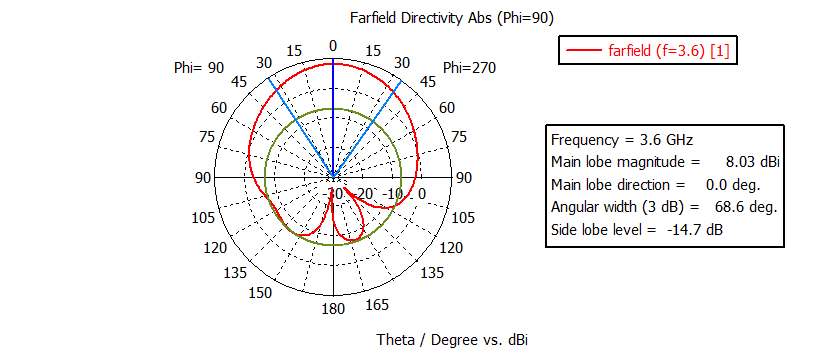 Farfield Directivity Abs (Phi=90)
farfield (f=3.6) [1]
0
15 15
30 30
Phi= 90 Phi=270
45 45
60 60
75 75
90 90
-20 -10 0
105 105
120 120
135 135
150 165
180
Frequency = 3.6 GHz
Main lobe magnitude = 8.03 dBi
Main lobe direction = 0.0 deg.
Angular width (3 dB) = 68.6 deg.
Side lobe level = -14.7 dB
Theta / Degree vs. dBi